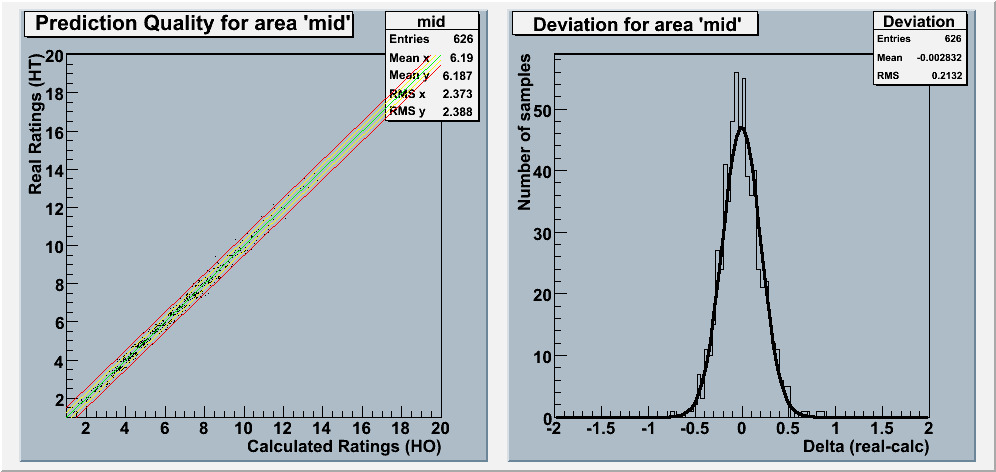 Prediction Quality for area 'mid'
mid
Entries 626
Mean x 6.19
Mean y 6.187
RMS x 2.373
RMS y 2.388
Real Ratings (HT)
20
18
16
14
12
10
8
6
4
2
2 4 6 8 10 12 14 16 18 20
Calculated Ratings (HO)
Deviation for area 'mid'
Deviation
Entries 626
Mean -0.002832
RMS 0.2132
Number of samples
50
40
30
20
10
0
-2 -1.5 -1 -0.5 0 0.5 1 1.5 2
Delta (real-calc)